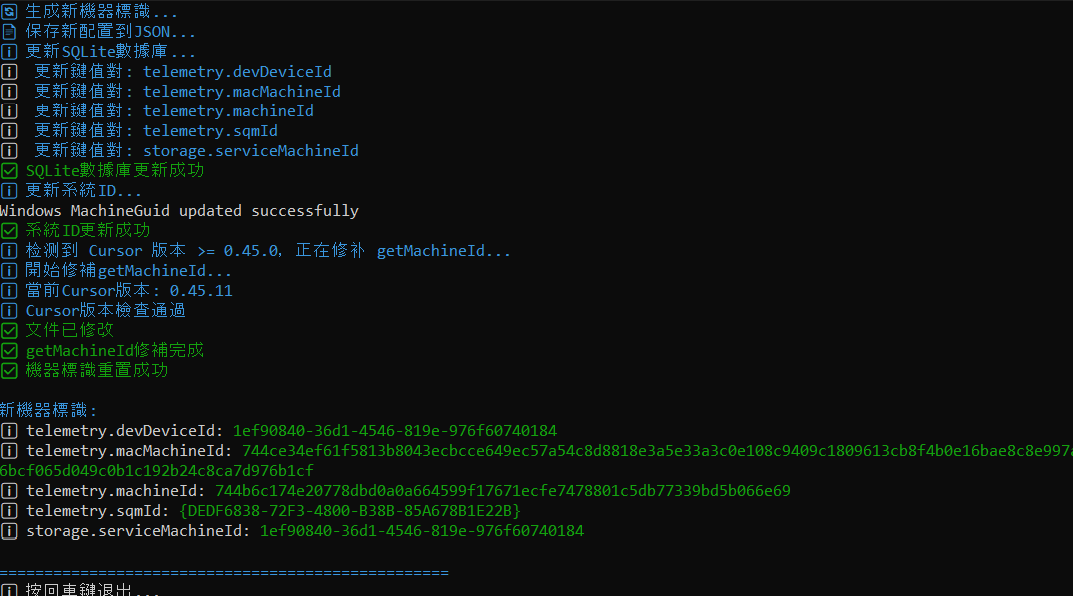 生成新機器標識...
保存新配置到JSON...
更新SQLite數據庫...
更新鍵值對: telemetry.devDeviceId
更新鍵值對: telemetry.macMachineId
更新鍵值對: telemetry.machineId
更新鍵值對: telemetry.sqmId
更新鍵值對: storage.serviceMachineId
SQLite數據庫更新成功
更新系統ID...
Windows MachineGuid updated successfully
系統ID更新成功
检测到 Cursor 版本 >= 0.45.0, 正在修补 getMachineId...
開始修補getMachineId...
當前Cursor版本: 0.45.11
Cursor版本檢查通過
文件已修改
getMachineId修補完成
機器標識重置成功
新機器標識:
telemetry.devDeviceId: 1ef90840-36d1-4546-819e-976f60740184
telemetry.macMachineId: 744ce34ef61f5813b8043ecbcce649ec57a54c8d8818e3a5e33a3c0e108c9409c1809613cb8f4b0e16bae8c8e997a
6bcf065d049c0b1c192b24c8ca7d976b1cf
telemetry.machineId: 744b6c174e20778dbd0a0a664599f17671ecfe7478801c5db77339bd5b066e69
telemetry.sqmId: {DEDF6838-72F3-4800-B38B-85A678B1E22B}
storage.serviceMachineId: 1ef90840-36d1-4546-819e-976f60740184
==================================================
按回車鍵退出...